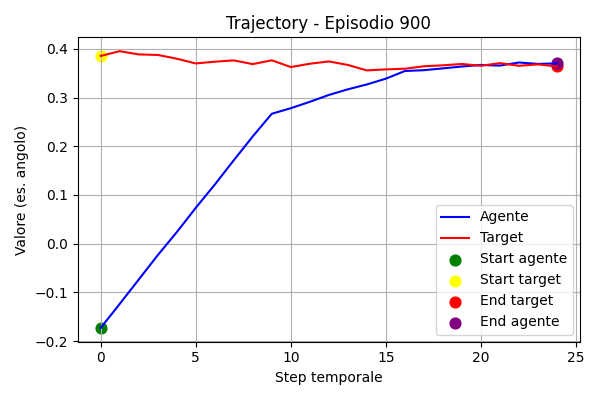 Trajectory - Episodio 900
Valore (es. angolo)
0.4
0.3
0.2
0.1
0.0
−0.1
−0.2
Agente
Target
Start agente
Start target
End target
End agente
0 5 10 15 20 25
Step temporale